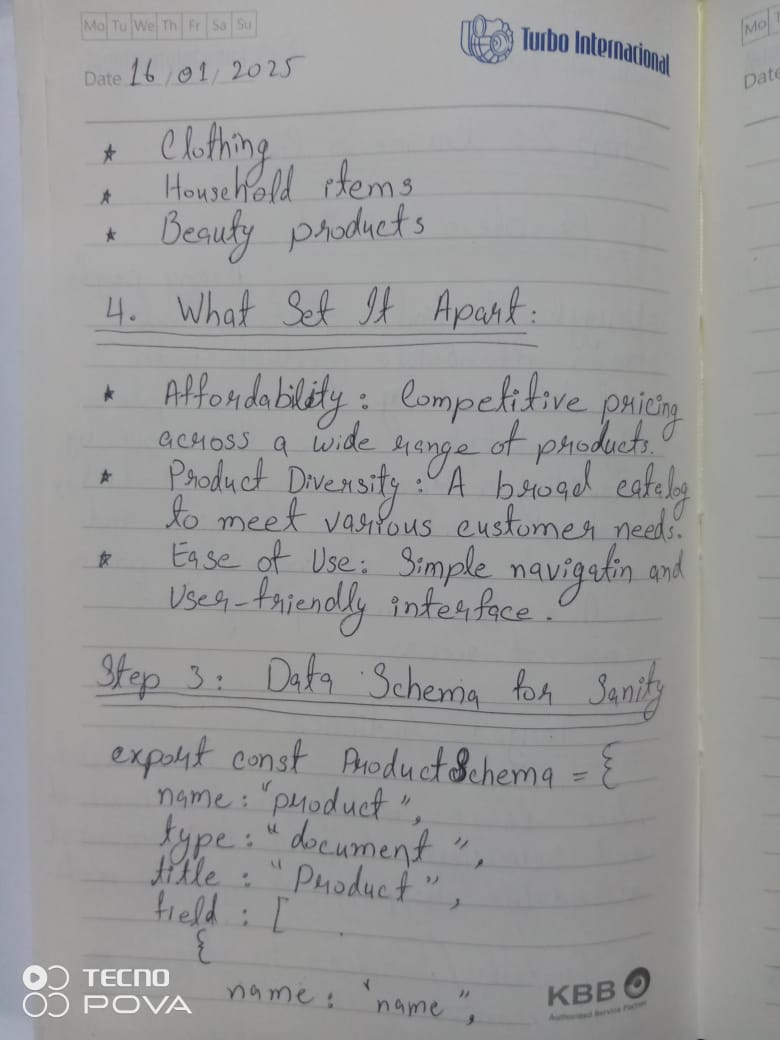 Mo Tu We Th Fr Sa Su
Turbo Internacional
Date 16/01/2025
★ Clothing
★ Household items
★ Beauty products
4. What Set It Apart:
★ Affordability: Competitive pricing
across a wide range of products.
★ Product Diversity: A broad catalog
to meet various customer needs.
★ Ease of Use: Simple navigatin and
User-friendly interface.
Step 3: Data Schema for Sanity
export const ProductSchema = {
name: "product",
type: "document",
title: "Product",
field: [
{
name: "name",
KBB
Authorised Service Partner
TECNO
POVA
Mo T
Date